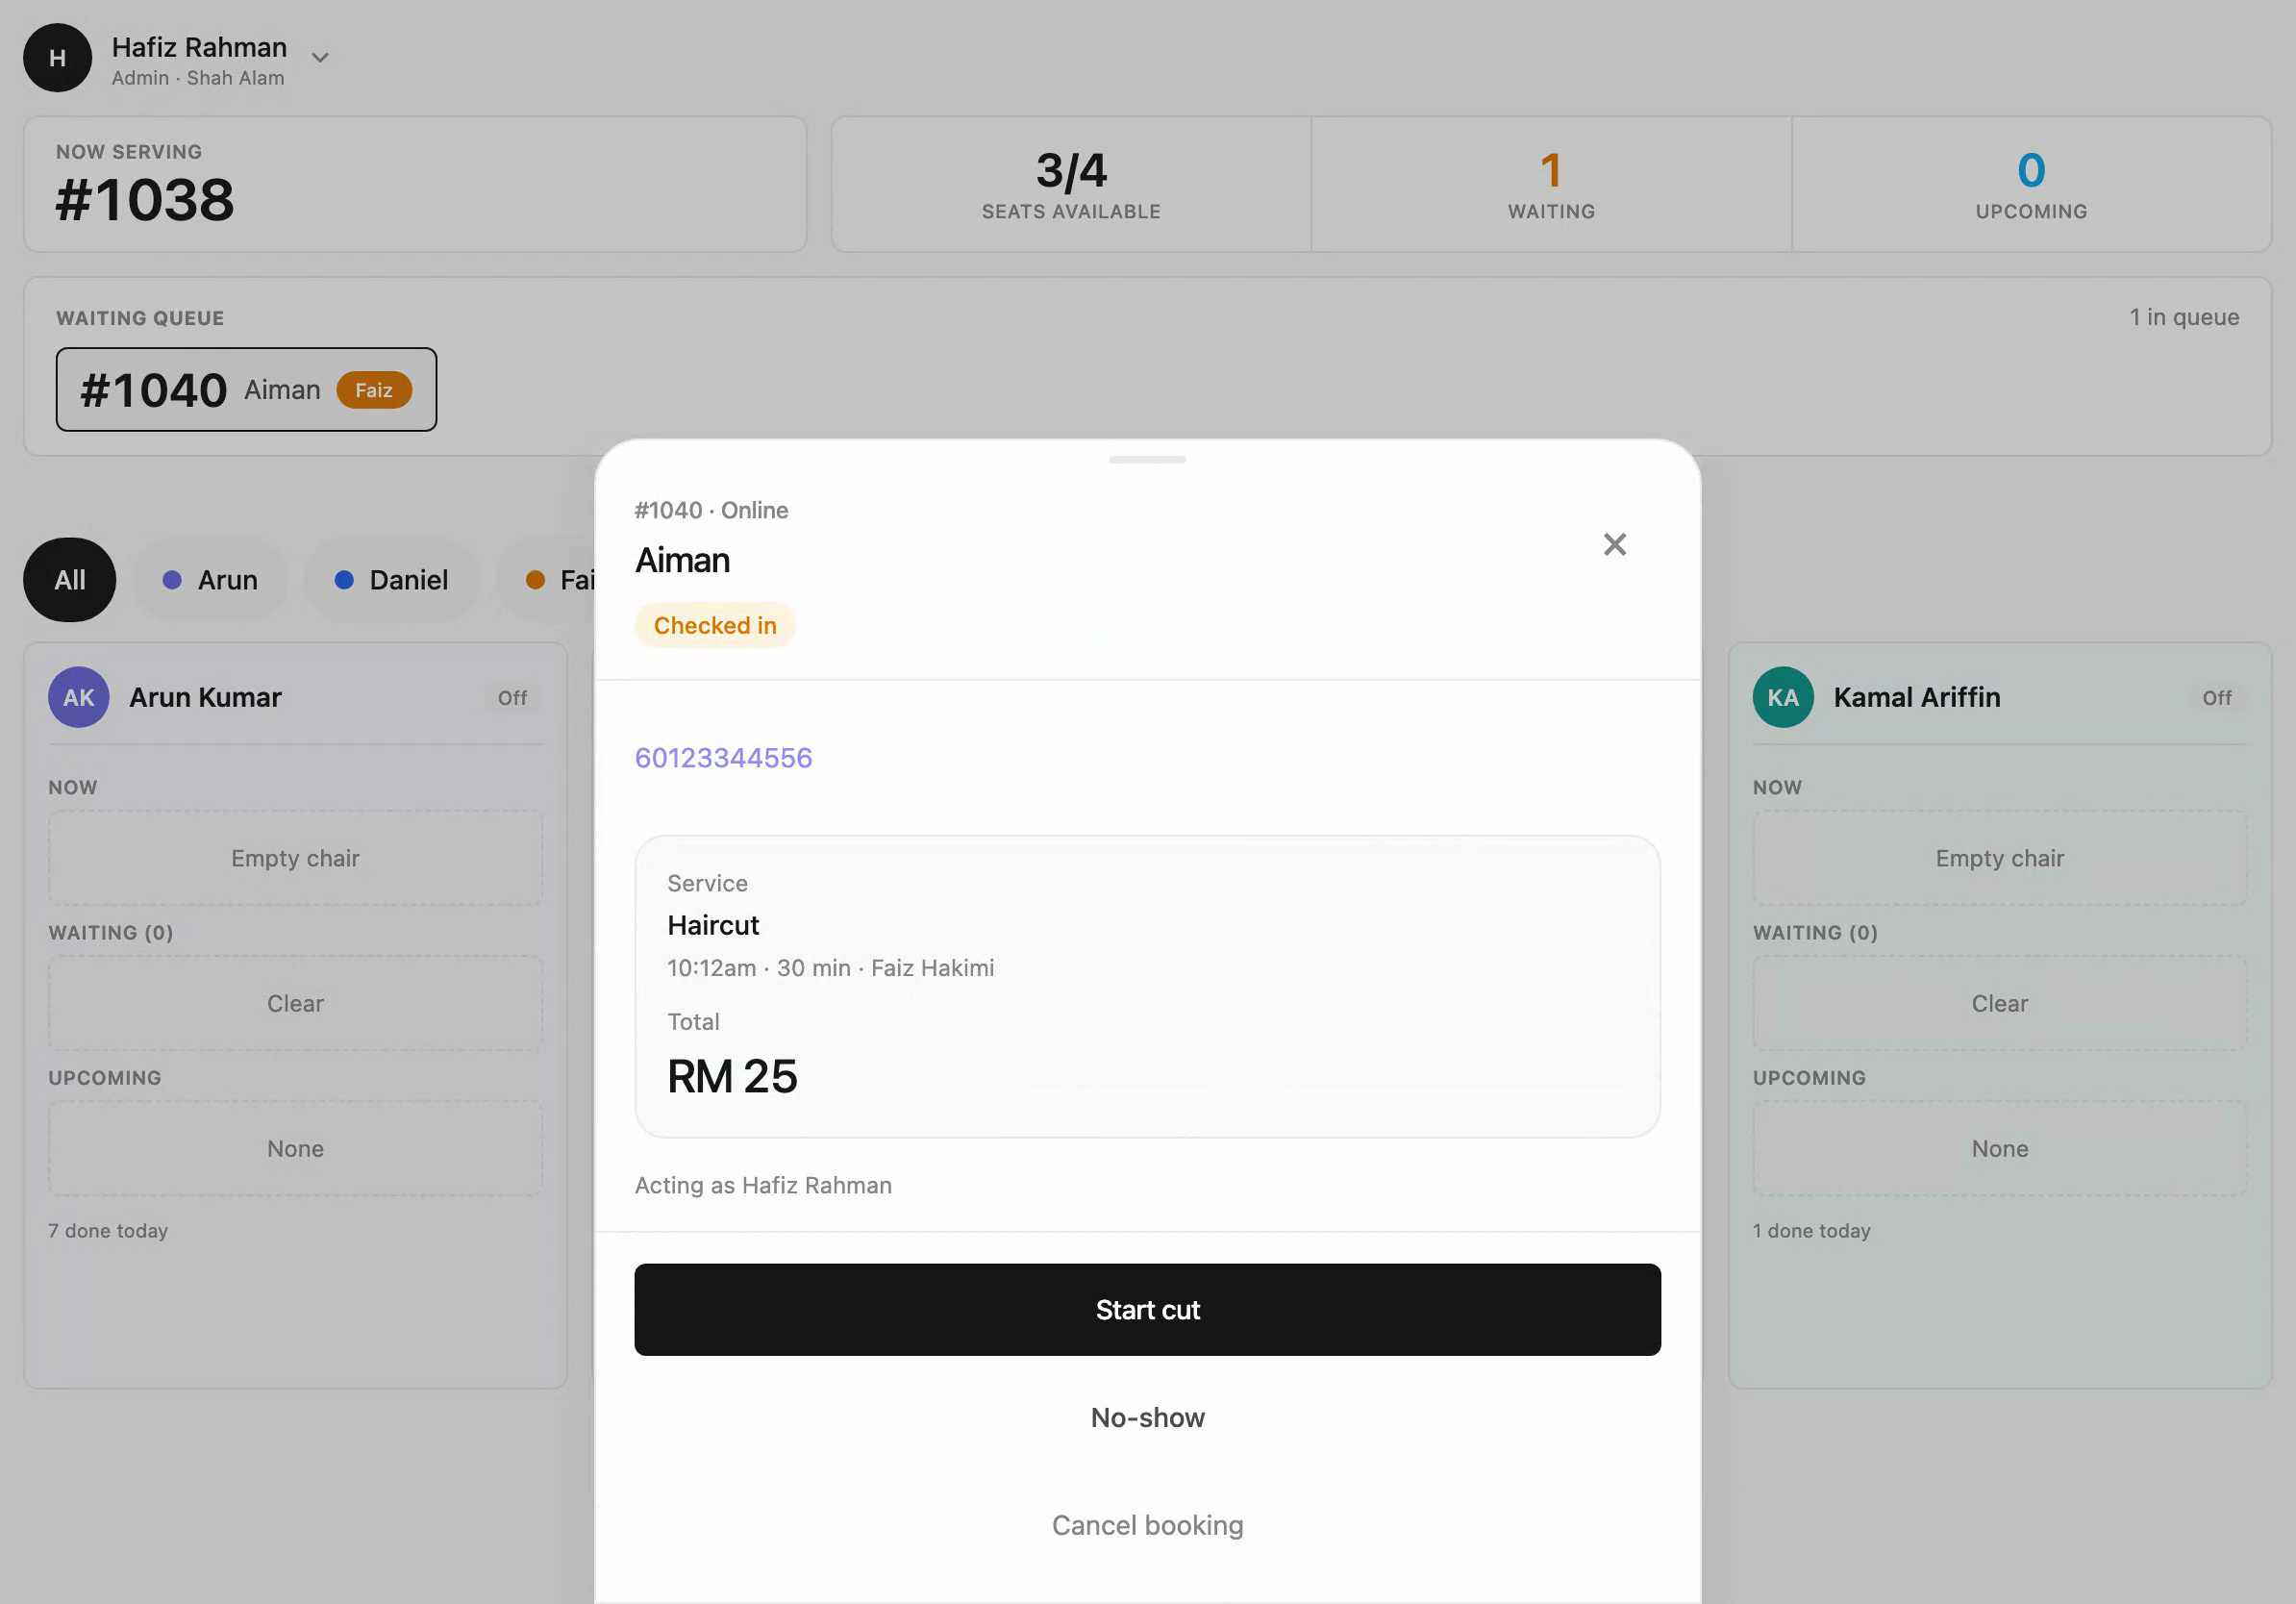 H
Hafiz Rahman
Admin · Shah Alam
NOW SERVING
#1038
3/4
SEATS AVAILABLE
1
WAITING
0
UPCOMING
WAITING QUEUE
1 in queue
#1040 Aiman Faiz
All
Arun
Daniel
Fai
#1040 · Online
Aiman
Checked in
60123344556
Service
Haircut
10:12am · 30 min · Faiz Hakimi
Total
RM 25
Acting as Hafiz Rahman
Start cut
No-show
Cancel booking
AK Arun Kumar Off
NOW
Empty chair
WAITING (0)
Clear
UPCOMING
None
7 done today
KA Kamal Ariffin Off
NOW
Empty chair
WAITING (0)
Clear
UPCOMING
None
1 done today